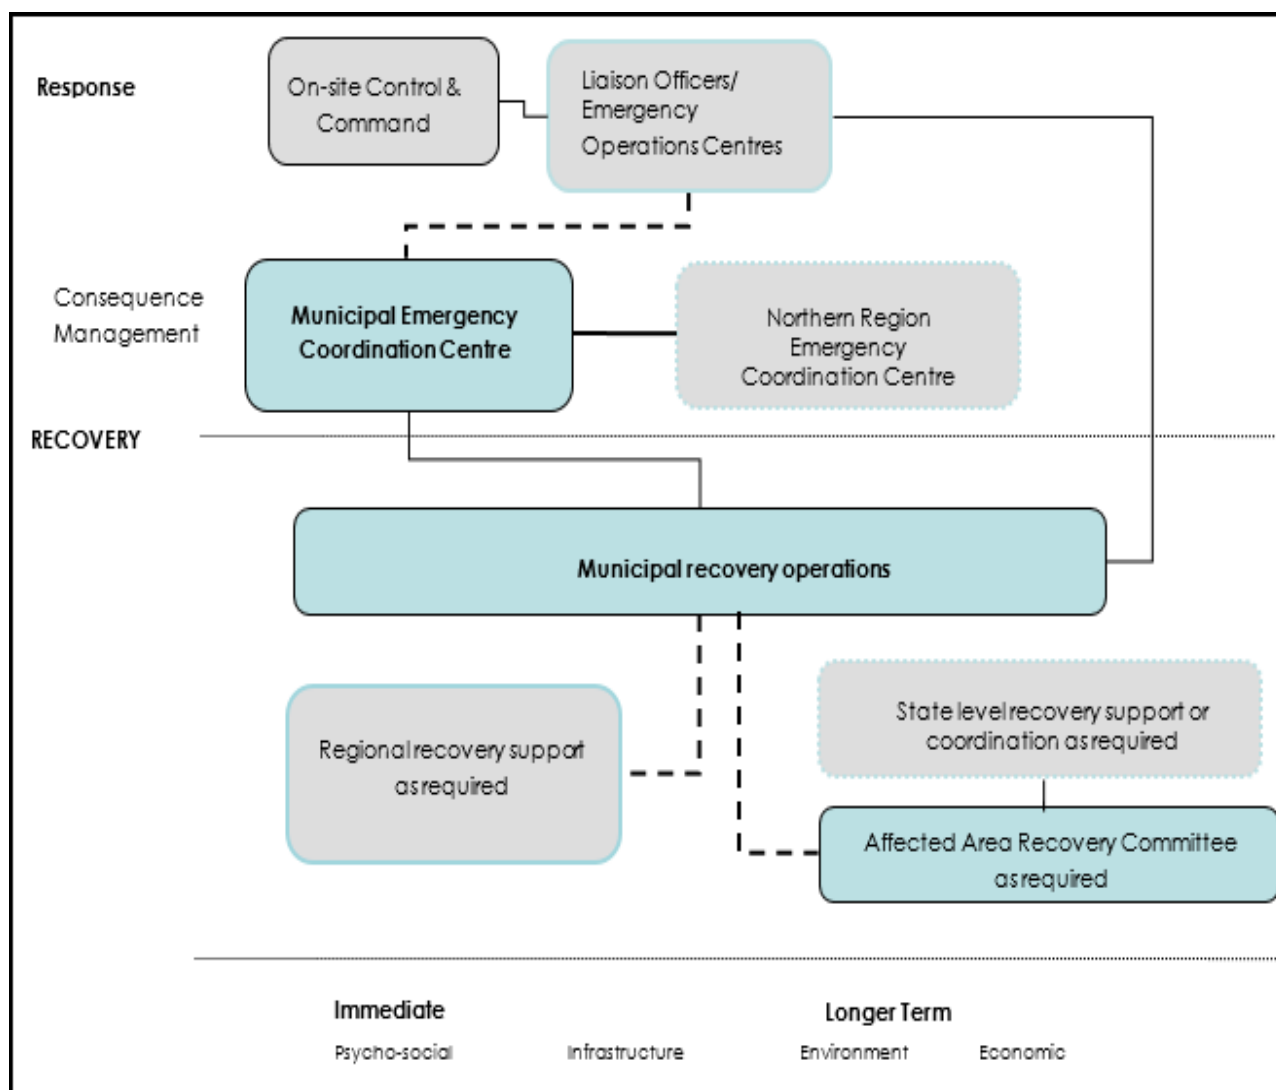 Response
On-site Control &
Command
Liaison Officers/
Emergency
Operations Centres
Consequence
Management
Municipal Emergency
Coordination Centre
Northern Region
Emergency
Coordination Centre
RECOVERY
Municipal recovery operations
Regional recovery support
as required
State level recovery support or
coordination as required
Affected Area Recovery Committee
as required
Immediate
Longer Term
Psycho-social
Infrastructure
Environment
Economic